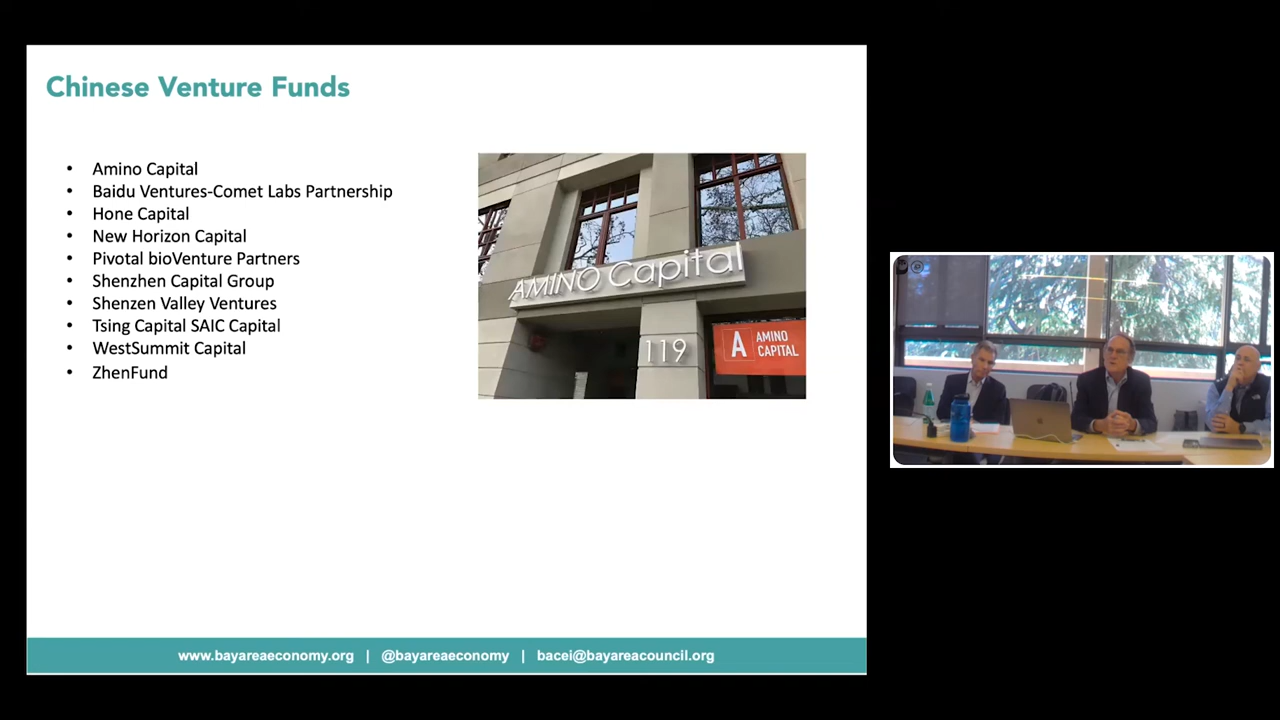 Chinese Venture Funds
• Amino Capital
• Baidu Ventures-Comet Labs Partnership
• Hone Capital
• New Horizon Capital
• Pivotal bioVenture Partners
• Shenzhen Capital Group
• Shenzen Valley Ventures
• Tsing Capital SAIC Capital
• WestSummit Capital
• ZhenFund
AMINO Capital
119
A AMINO
CAPITAL
www.bayareaeconomy.org | @bayareaeconomy | bacei@bayareacouncil.org